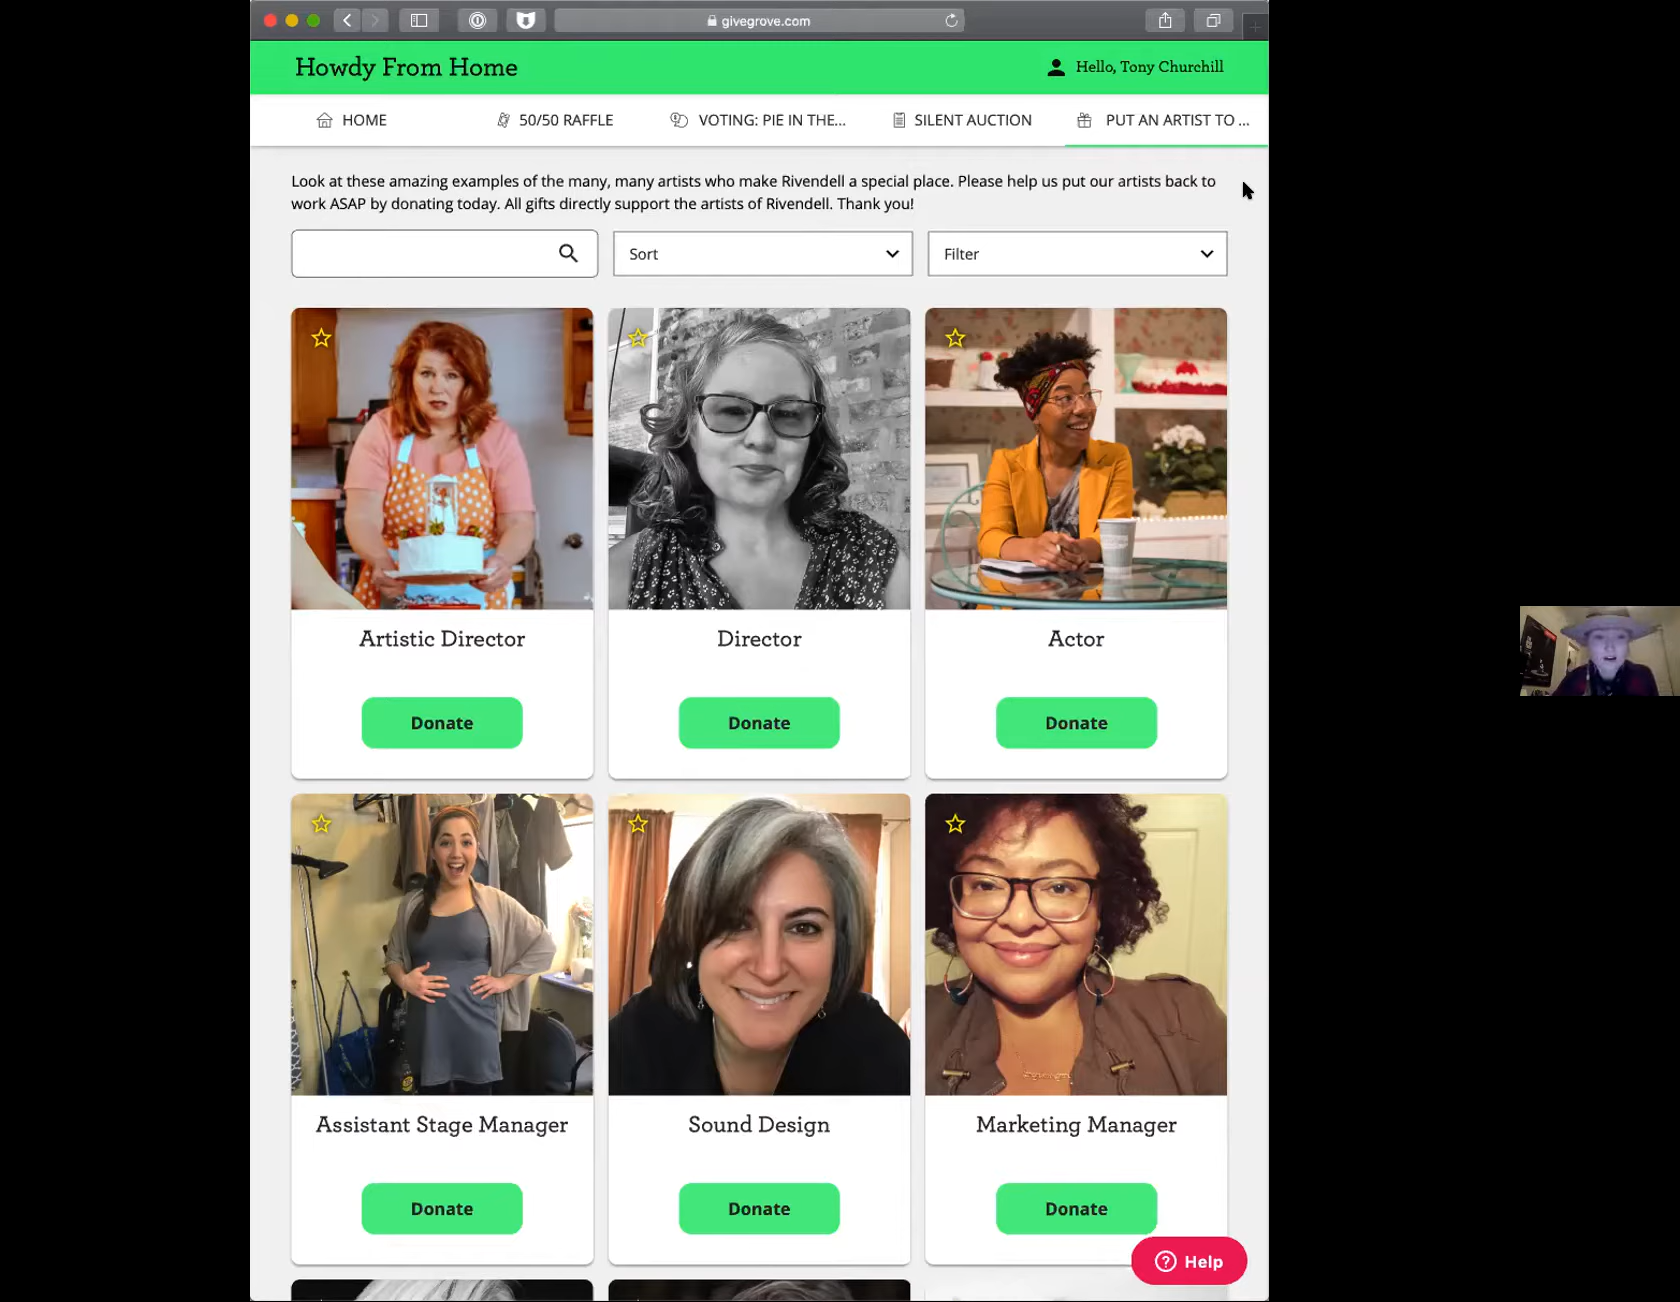 givegrove.com
Howdy From Home
Hello, Tony Churchill
HOME
50/50 RAFFLE
VOTING: PIE IN THE...
SILENT AUCTION
PUT AN ARTIST TO ...
Look at these amazing examples of the many, many artists who make Rivendell a special place. Please help us put our artists back to
work ASAP by donating today. All gifts directly support the artists of Rivendell. Thank you!
Sort
Filter
Artistic Director
Director
Actor
Donate
Donate
Donate
Assistant Stage Manager
Sound Design
Marketing Manager
Donate
Donate
Donate
Help